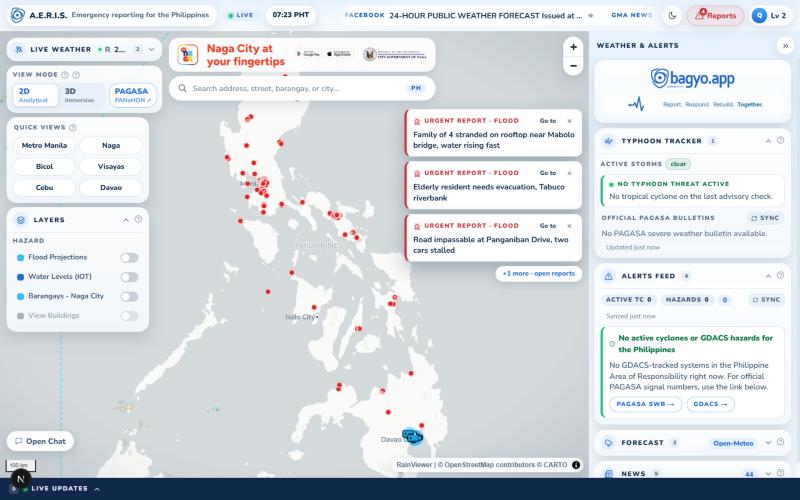 A.E.R.I.S. Emergency reporting for the Philippines
LIVE
07:23 PHT
FACEBOOK 24-HOUR PUBLIC WEATHER FORECAST Issued at ...
GMA NEWS
4
Reports
Q Lv 2
LIVE WEATHER R 2... 2
VIEW MODE
2D
Analytical
3D
Immersive
PAGASA
PANaHON ↗
QUICK VIEWS
Metro Manila
Naga
Bicol
Visayas
Cebu
Davao
LAYERS
HAZARD
Flood Projections
Water Levels (IOT)
Barangays - Naga City
View Buildings
Naga City at
your fingertips
Google Play
App Store
CITY GOVERNMENT OF NAGA
Search address, street, barangay, or city...
PH
+
−
URGENT REPORT · FLOOD Go to ×
Family of 4 stranded on rooftop near Mabolo
bridge, water rising fast
URGENT REPORT · FLOOD Go to ×
Elderly resident needs evacuation, Tabuco
riverbank
URGENT REPORT · FLOOD Go to ×
Road impassable at Panganiban Drive, two
cars stalled
+1 more · open reports
PHILIPPINES
Iloilo City
Davao
Open Chat
100 km
RainViewer | © OpenStreetMap contributors © CARTO
N
LIVE UPDATES
WEATHER & ALERTS
»
bagyo.app
Report. Respond. Rebuild. Together.
TYPHOON TRACKER 1
ACTIVE STORMS clear
NO TYPHOON THREAT ACTIVE
No tropical cyclone on the last advisory check.
OFFICIAL PAGASA BULLETINS SYNC
No PAGASA severe weather bulletin available.
Updated just now
ALERTS FEED 4
ACTIVE TC 0
HAZARDS 0
0
SYNC
Synced just now
No active cyclones or GDACS hazards for
the Philippines
No GDACS-tracked systems in the Philippine
Area of Responsibility right now. For official
PAGASA signal numbers, use the link below.
PAGASA SWB →
GDACS →
FORECAST 3 Open-Meteo
NEWS 5 44